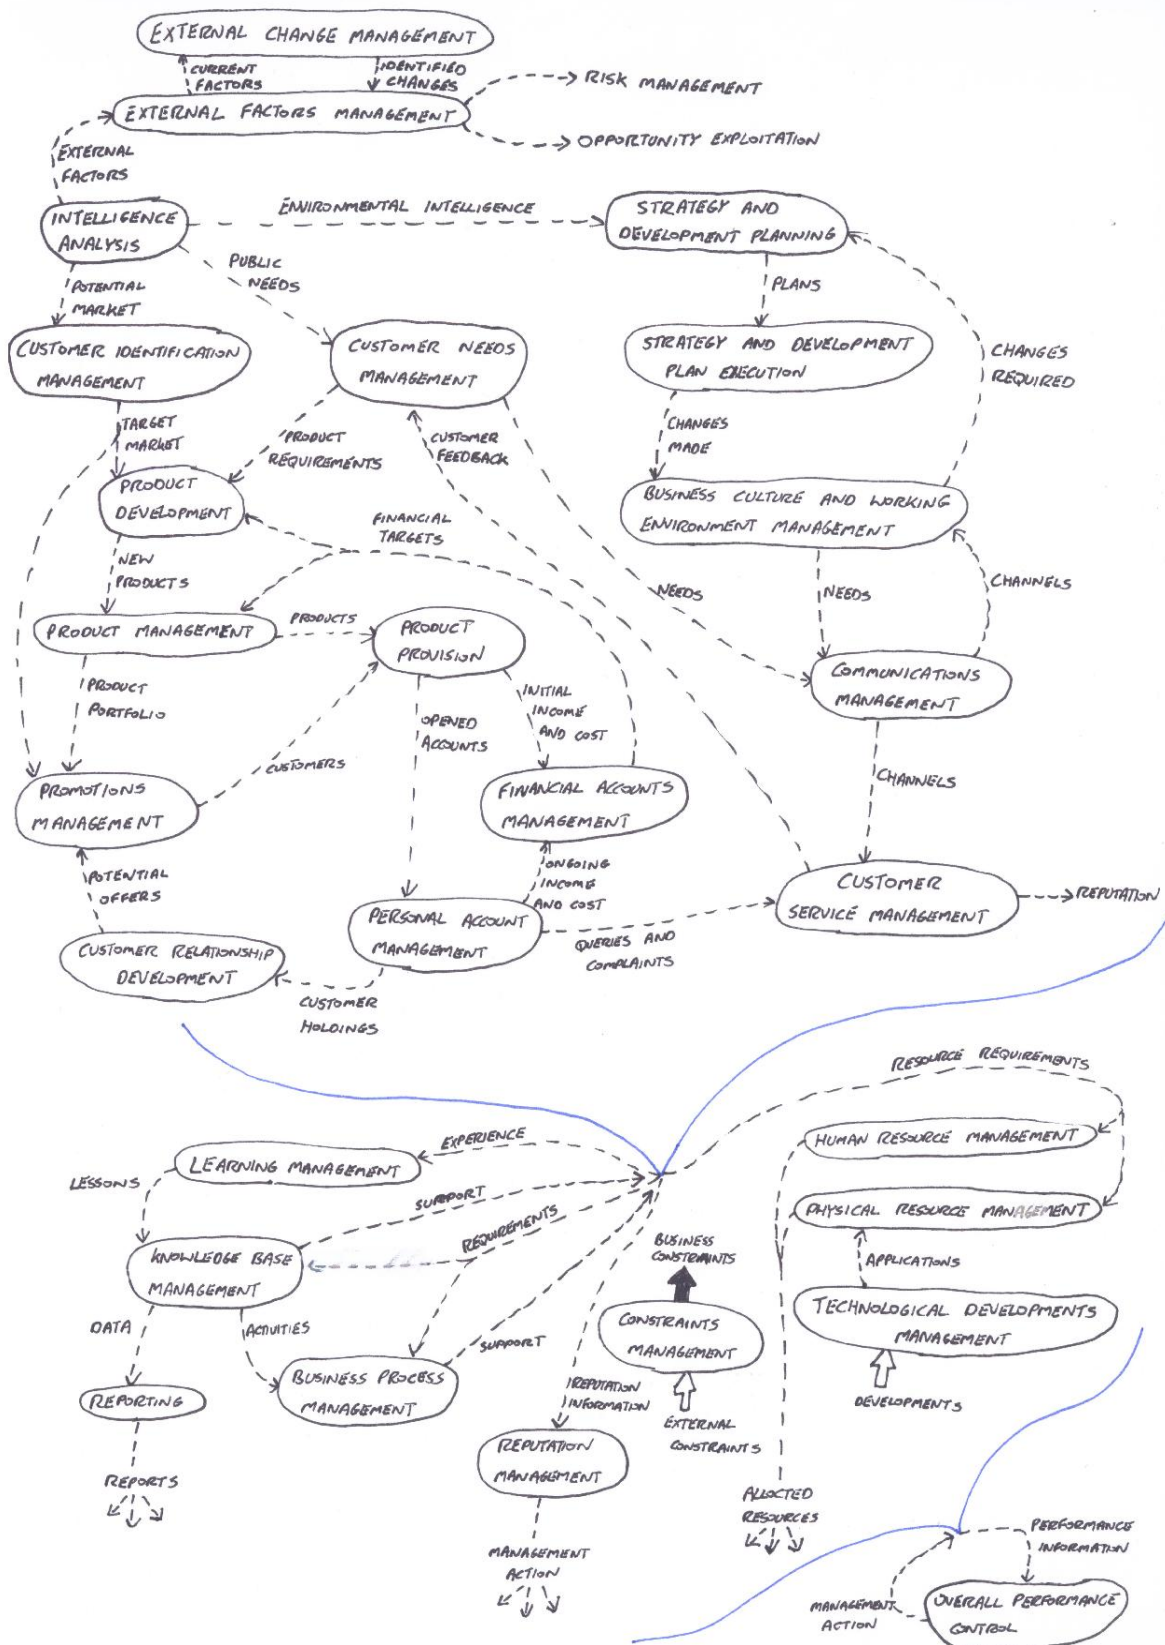 EXTERNAL CHANGE MANAGEMENT
CURRENT
FACTORS
IDENTIFIED
CHANGES
RISK MANAGEMENT
EXTERNAL FACTORS MANAGEMENT
OPPORTUNITY EXPLOITATION
EXTERNAL
FACTORS
INTELLIGENCE
ANALYSIS
ENVIRONMENTAL INTELLIGENCE
STRATEGY AND
DEVELOPMENT PLANNING
POTENTIAL
MARKET
PUBLIC
NEEDS
PLANS
CUSTOMER IDENTIFICATION
MANAGEMENT
CUSTOMER NEEDS
MANAGEMENT
STRATEGY AND DEVELOPMENT
PLAN EXECUTION
CHANGES
REQUIRED
TARGET
MARKET
PRODUCT
REQUIREMENTS
CUSTOMER
FEEDBACK
CHANGES
MADE
PRODUCT
DEVELOPMENT
FINANCIAL
TARGETS
BUSINESS CULTURE AND WORKING
ENVIRONMENT MANAGEMENT
NEW
PRODUCTS
NEEDS
NEEDS
CHANNELS
PRODUCT MANAGEMENT
PRODUCTS
PRODUCT
PROVISION
COMMUNICATIONS
MANAGEMENT
PRODUCT
PORTFOLIO
OPENED
ACCOUNTS
INITIAL
INCOME
AND COST
CUSTOMERS
CHANNELS
PROMOTIONS
MANAGEMENT
FINANCIAL ACCOUNTS
MANAGEMENT
POTENTIAL
OFFERS
ONGOING
INCOME
AND COST
CUSTOMER
SERVICE MANAGEMENT
REPUTATION
PERSONAL ACCOUNT
MANAGEMENT
QUERIES AND
COMPLAINTS
CUSTOMER RELATIONSHIP
DEVELOPMENT
CUSTOMER
HOLDINGS
RESOURCE REQUIREMENTS
EXPERIENCE
HUMAN RESOURCE MANAGEMENT
LEARNING MANAGEMENT
LESSONS
SUPPORT
REQUIREMENTS
PHYSICAL RESOURCE MANAGEMENT
BUSINESS
CONSTRAINTS
KNOWLEDGE BASE
MANAGEMENT
APPLICATIONS
CONSTRAINTS
MANAGEMENT
TECHNOLOGICAL DEVELOPMENTS
MANAGEMENT
DATA
ACTIVITIES
SUPPORT
BUSINESS PROCESS
MANAGEMENT
REPORTING
REPUTATION
INFORMATION
EXTERNAL
CONSTRAINTS
DEVELOPMENTS
REPUTATION
MANAGEMENT
REPORTS
ALLOCTED
RESOURCES
MANAGEMENT
ACTION
PERFORMANCE
INFORMATION
MANAGEMENT
ACTION
OVERALL PERFORMANCE
CONTROL